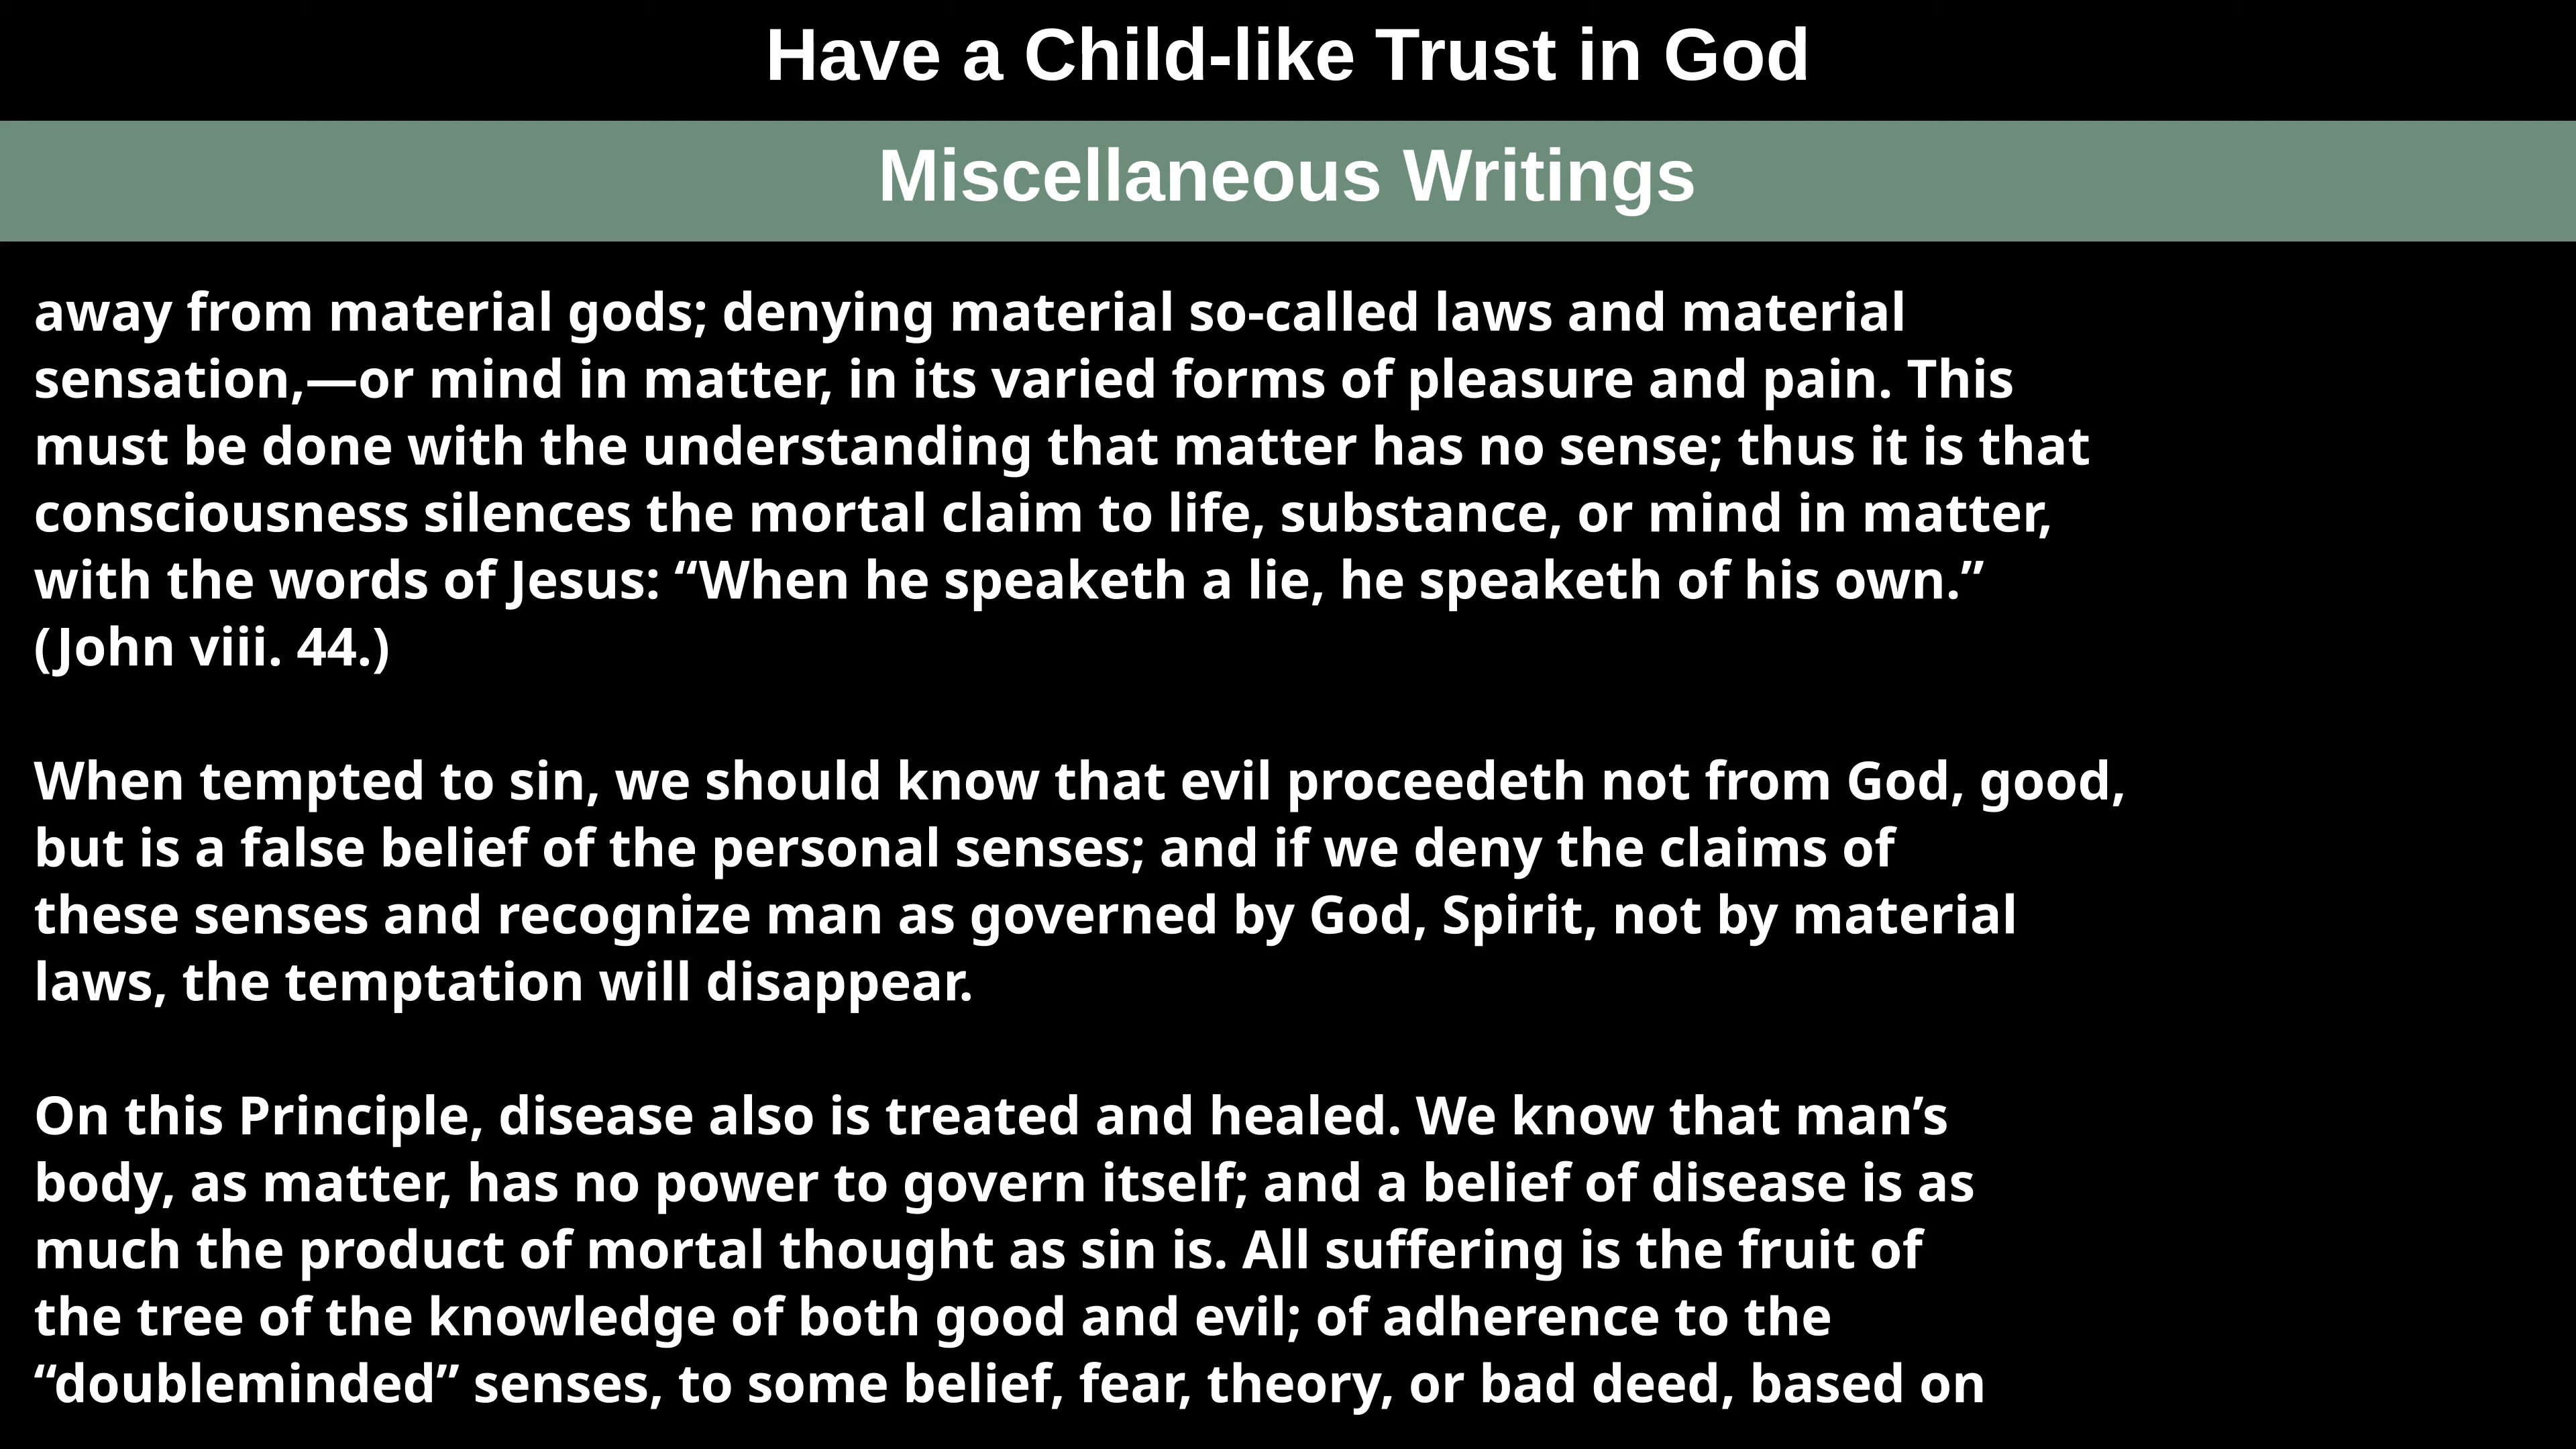 Have a Child-like Trust in God
Miscellaneous Writings
away from material gods; denying material so-called laws and material
sensation,—or mind in matter, in its varied forms of pleasure and pain. This
must be done with the understanding that matter has no sense; thus it is that
consciousness silences the mortal claim to life, substance, or mind in matter,
with the words of Jesus: “When he speaketh a lie, he speaketh of his own.”
(John viii. 44.)
When tempted to sin, we should know that evil proceedeth not from God, good,
but is a false belief of the personal senses; and if we deny the claims of
these senses and recognize man as governed by God, Spirit, not by material
laws, the temptation will disappear.
On this Principle, disease also is treated and healed. We know that man’s
body, as matter, has no power to govern itself; and a belief of disease is as
much the product of mortal thought as sin is. All suffering is the fruit of
the tree of the knowledge of both good and evil; of adherence to the
“doubleminded” senses, to some belief, fear, theory, or bad deed, based on